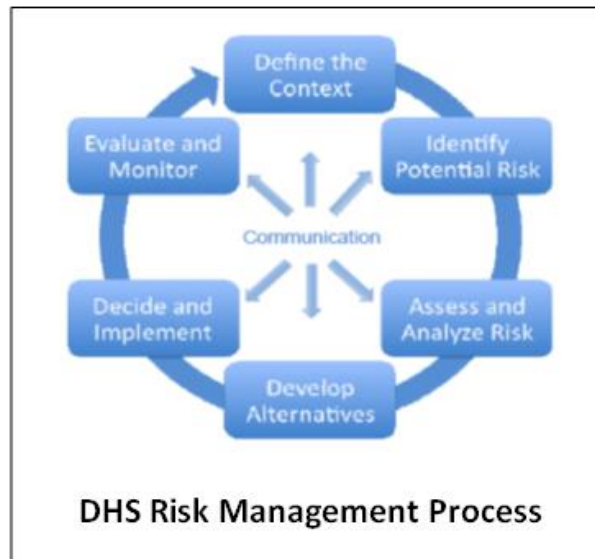 Define the
Context
Identify
Potential Risk
Assess and
Analyze Risk
Develop
Alternatives
Decide and
Implement
Evaluate and
Monitor
Communication
DHS Risk Management Process